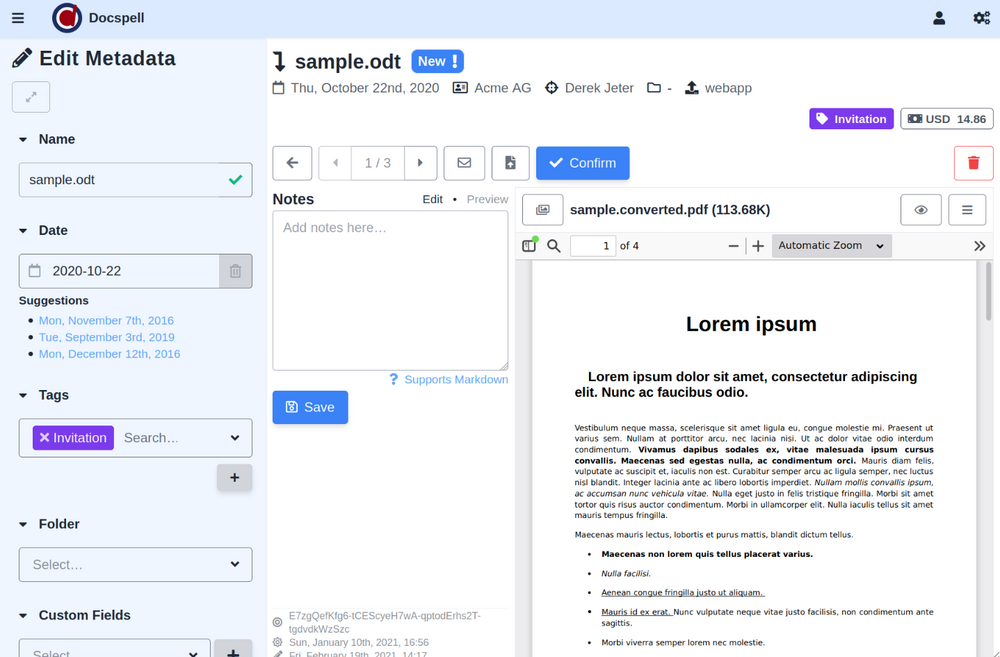 Docspell
Edit Metadata
Name
sample.odt
Date
2020-10-22
Suggestions
Mon, November 7th, 2016
Tue, September 3rd, 2019
Mon, December 12th, 2016
Tags
Invitation Search…
+
Folder
Select…
Custom Fields
Select…
sample.odt New !
Thu, October 22nd, 2020 Acme AG Derek Jeter - webapp
Invitation USD 14.86
1 / 3 Confirm
Notes Edit • Preview
Add notes here…
? Supports Markdown
Save
E7zgQefKfg6-tCEScyeH7wA-qptodErhs2T-
tgdvdkWzSzc
Sun, January 10th, 2021, 16:56
Fri, February 19th, 2021, 14:17
sample.converted.pdf (113.68K)
1 of 4 Automatic Zoom
Lorem ipsum
Lorem ipsum dolor sit amet, consectetur adipiscing
elit. Nunc ac faucibus odio.
Vestibulum neque massa, scelerisque sit amet ligula eu, congue molestie mi. Praesent ut
varius sem. Nullam at porttitor arcu, nec lacinia nisi. Ut ac dolor vitae odio interdum
condimentum. Vivamus dapibus sodales ex, vitae malesuada ipsum cursus
convallis. Maecenas sed egestas nulla, ac condimentum orci. Mauris diam felis,
vulputate ac suscipit et, iaculis non est. Curabitur semper arcu ac ligula semper, nec luctus
nisl blandit. Integer lacinia ante ac libero lobortis imperdiet. Nullam mollis convallis ipsum,
ac accumsan nunc vehicula vitae. Nulla eget justo in felis tristique fringilla. Morbi sit amet
tortor quis risus auctor condimentum. Morbi in ullamcorper elit. Nulla iaculis tellus sit amet
mauris tempus fringilla.
Maecenas mauris lectus, lobortis et purus mattis, blandit dictum tellus.
• Maecenas non lorem quis tellus placerat varius.
• Nulla facilisi.
• Aenean congue fringilla justo ut aliquam.
• Mauris id ex erat. Nunc vulputate neque vitae justo facilisis, non condimentum ante
sagittis.
• Morbi viverra semper lorem nec molestie.